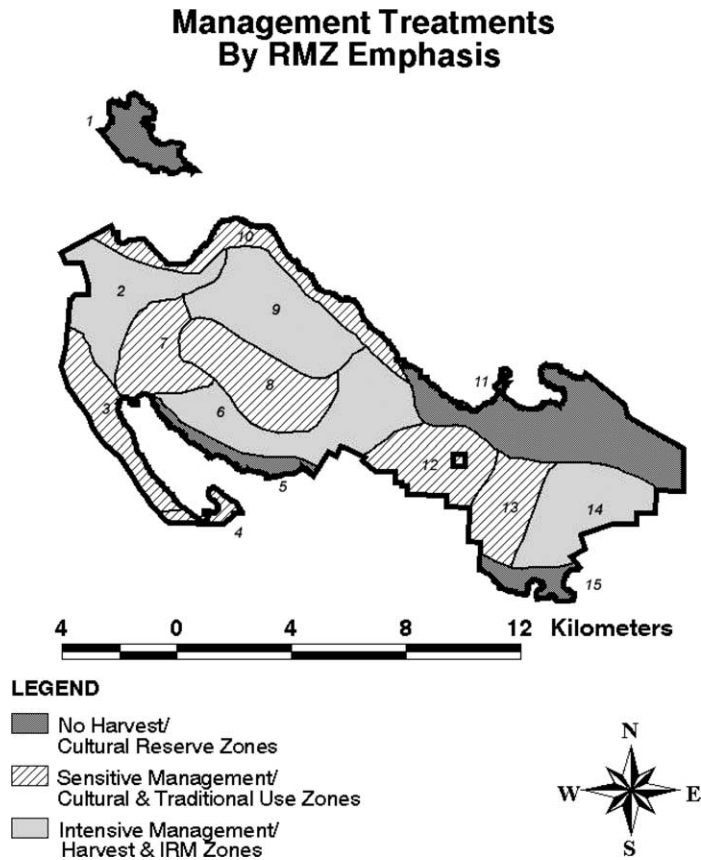 Management Treatments
By RMZ Emphasis
1
10
2
9
7
11
8
3
6
12
5
13
14
4
15
4 0 4 8 12 Kilometers
LEGEND
No Harvest/
Cultural Reserve Zones
Sensitive Management/
Cultural & Traditional Use Zones
Intensive Management/
Harvest & IRM Zones
N
W E
S